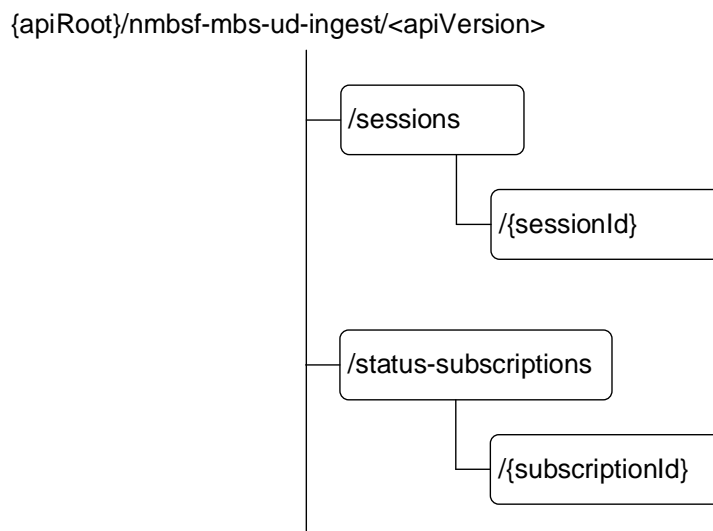 {apiRoot}/nmbsf-mbs-ud-ingest/<apiVersion>
/sessions
/{sessionId}
/status-subscriptions
/{subscriptionId}